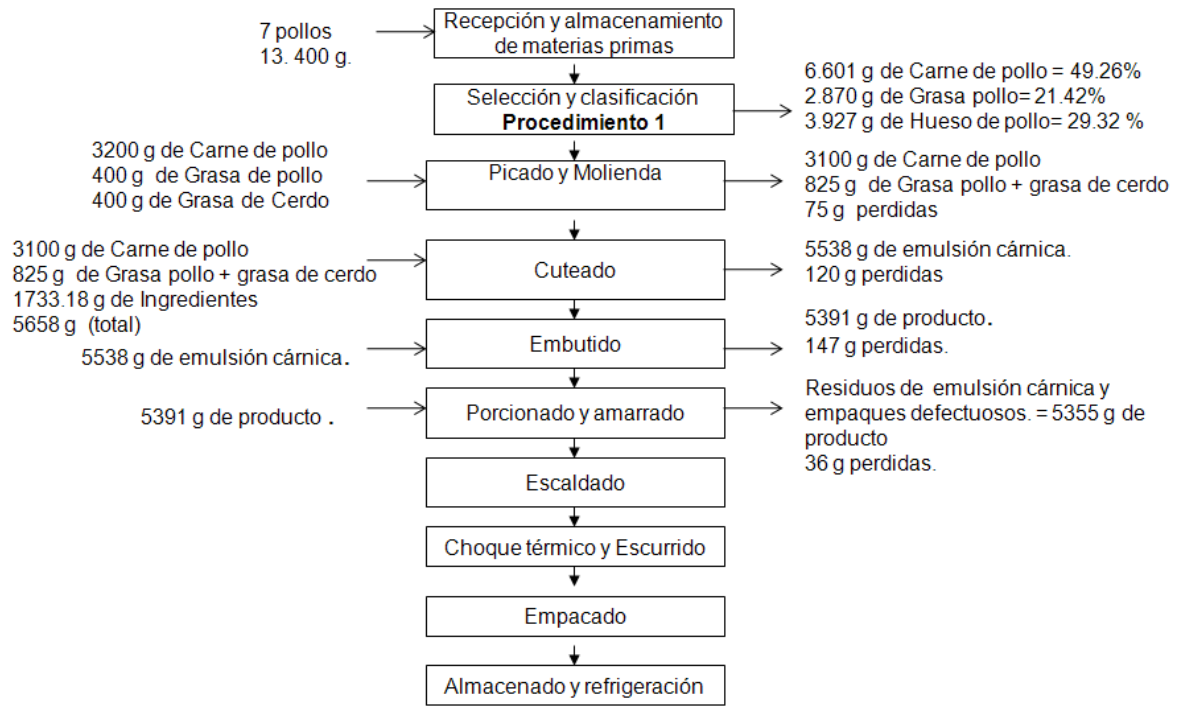 7 pollos
13. 400 g.
Recepción y almacenamiento
de materias primas
Selección y clasificación
Procedimiento 1
6.601 g de Carne de pollo = 49.26%
2.870 g de Grasa pollo= 21.42%
3.927 g de Hueso de pollo= 29.32 %
3200 g de Carne de pollo
400 g  de Grasa de pollo
400 g de Grasa de Cerdo
Picado y Molienda
3100 g de Carne de pollo
825 g  de Grasa pollo + grasa de cerdo
75 g  perdidas
3100 g de Carne de pollo
825 g  de Grasa pollo + grasa de cerdo
1733.18 g de Ingredientes
5658 g  (total)
Cuteado
5538 g de emulsión cárnica.
120 g perdidas
5538 g de emulsión cárnica.
Embutido
5391 g de producto.
147 g perdidas.
5391 g de producto .
Porcionado y amarrado
Residuos de  emulsión cárnica y
empaques defectuosos. = 5355 g de
producto
36 g perdidas.
Escaldado
Choque térmico y Escurrido
Empacado
Almacenado y refrigeración